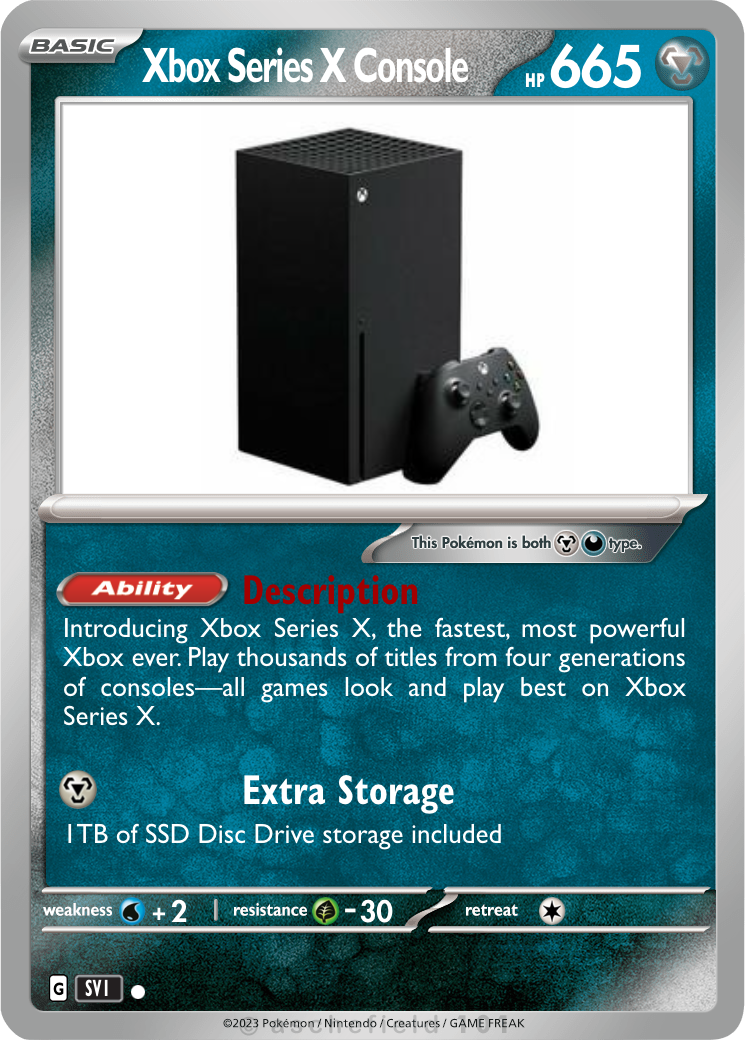 BASIC
Xbox Series X Console
HP 665
This Pokémon is both type.
Ability Description
Introducing Xbox Series X, the fastest, most powerful
Xbox ever. Play thousands of titles from four generations
of consoles—all games look and play best on Xbox
Series X.
Extra Storage
1TB of SSD Disc Drive storage included
weakness + 2 | resistance -30 retreat
G SVI
©2023 Pokémon / Nintendo / Creatures / GAME FREAK